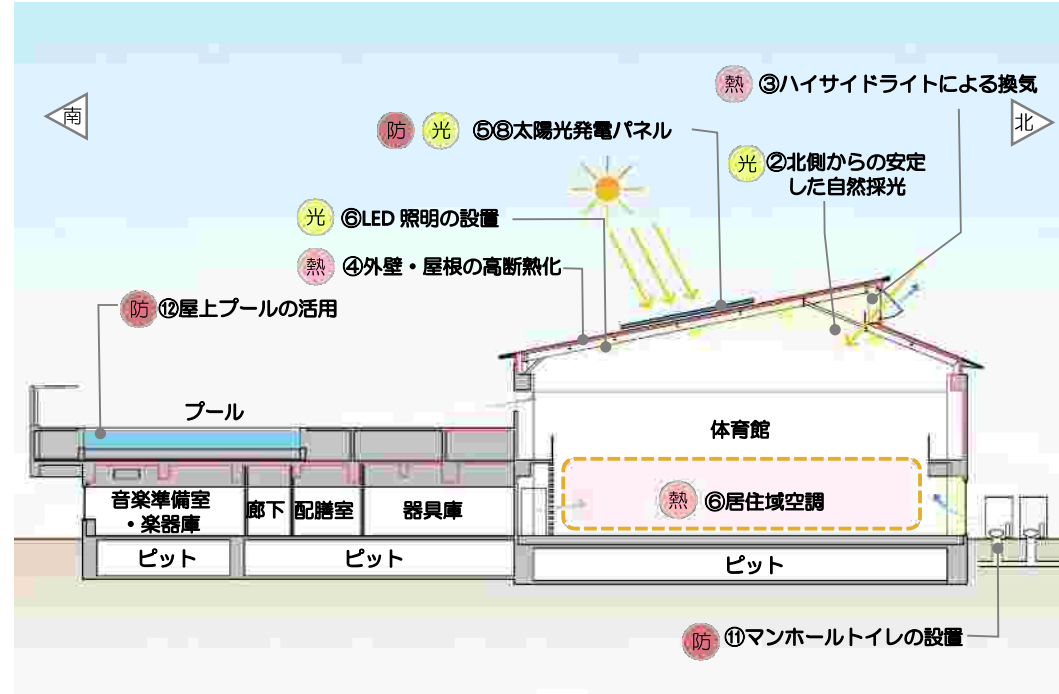 熱 ③ハイサイドライトによる換気
南
北
防 光 ⑤⑧太陽光発電パネル
光 ②北側からの安定
した自然採光
光 ⑥LED 照明の設置
熱 ④外壁・屋根の高断熱化
防 ⑫屋上プールの活用
プール
体育館
音楽準備室
・楽器庫
廊下
配膳室
器具庫
熱 ⑥居住域空調
ピット
ピット
ピット
防 ⑪マンホールトイレの設置